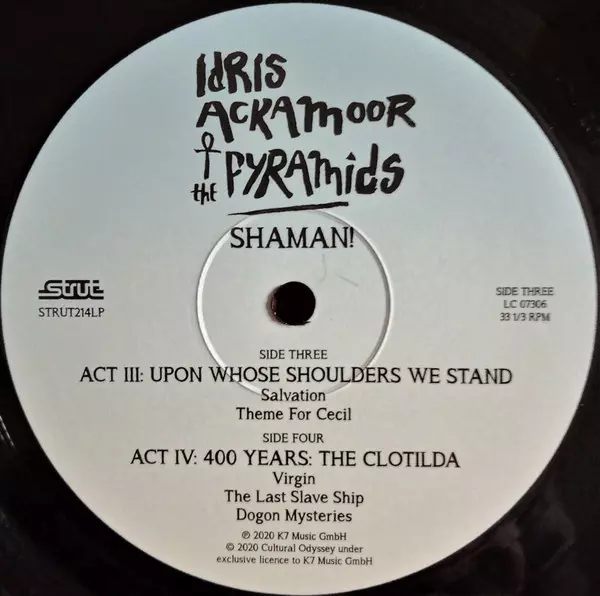 IDRIS
ACKAMOOR
☥
the PYRAMIDS
SHAMAN!
Strut
STRUT214LP
SIDE THREE
LC 07306
33 1/3 RPM
SIDE THREE
ACT III: UPON WHOSE SHOULDERS WE STAND
Salvation
Theme For Cecil
SIDE FOUR
ACT IV: 400 YEARS: THE CLOTILDA
Virgin
The Last Slave Ship
Dogon Mysteries
℗ 2020 K7 Music GmbH
© 2020 Cultural Odyssey under
exclusive licence to K7 Music GmbH